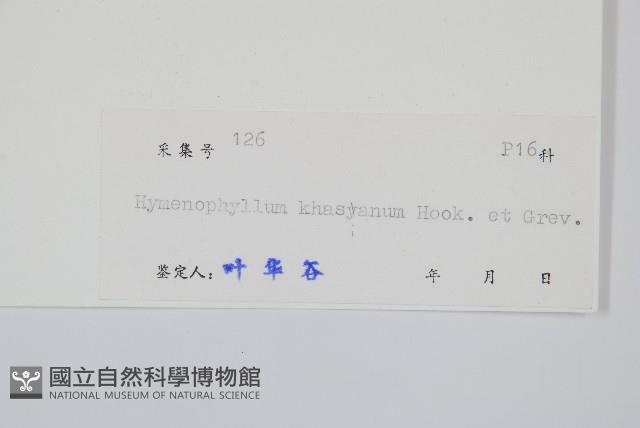 采集号 126 P16科
Hymenophyllum khasyanum Hook. et Grev.
i
鉴定人: 叶华谷 年 月 日
國立自然科學博物館
NATIONAL MUSEUM OF NATURAL SCIENCE